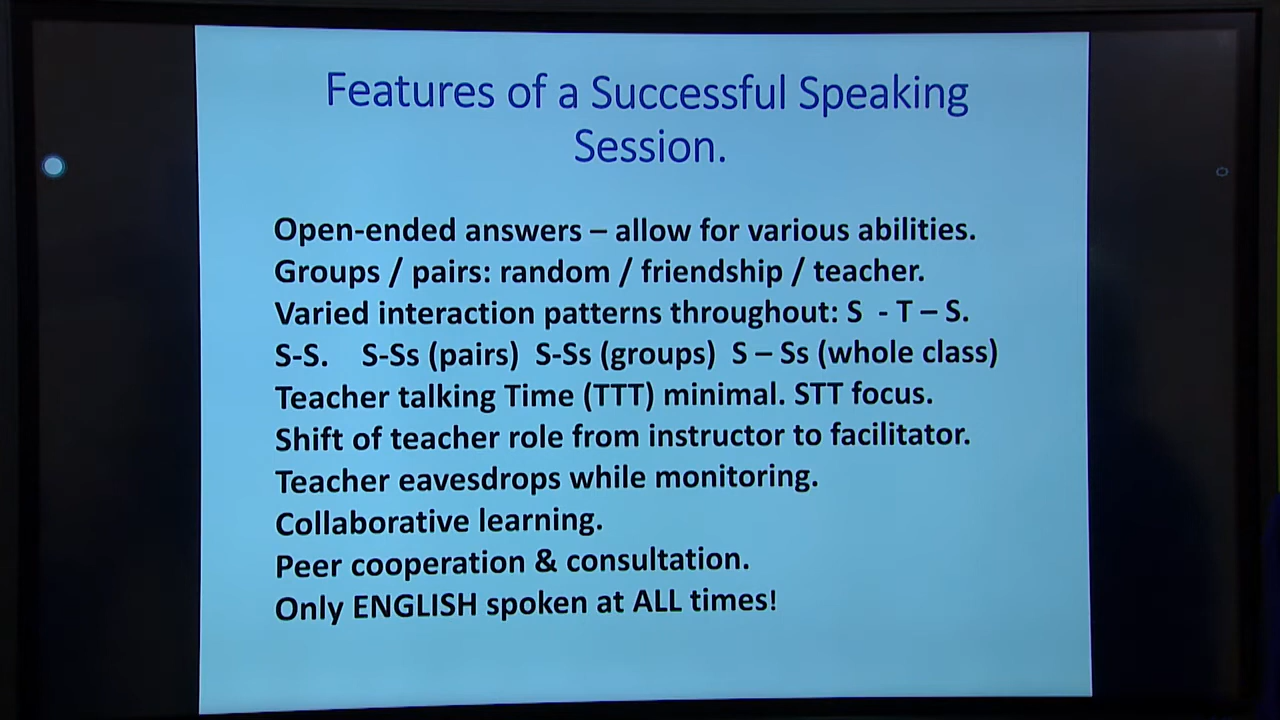 Features of a Successful Speaking
Session.
Open-ended answers – allow for various abilities.
Groups / pairs: random / friendship / teacher.
Varied interaction patterns throughout: S - T – S.
S-S. S-Ss (pairs) S-Ss (groups) S – Ss (whole class)
Teacher talking Time (TTT) minimal. STT focus.
Shift of teacher role from instructor to facilitator.
Teacher eavesdrops while monitoring.
Collaborative learning.
Peer cooperation & consultation.
Only ENGLISH spoken at ALL times!